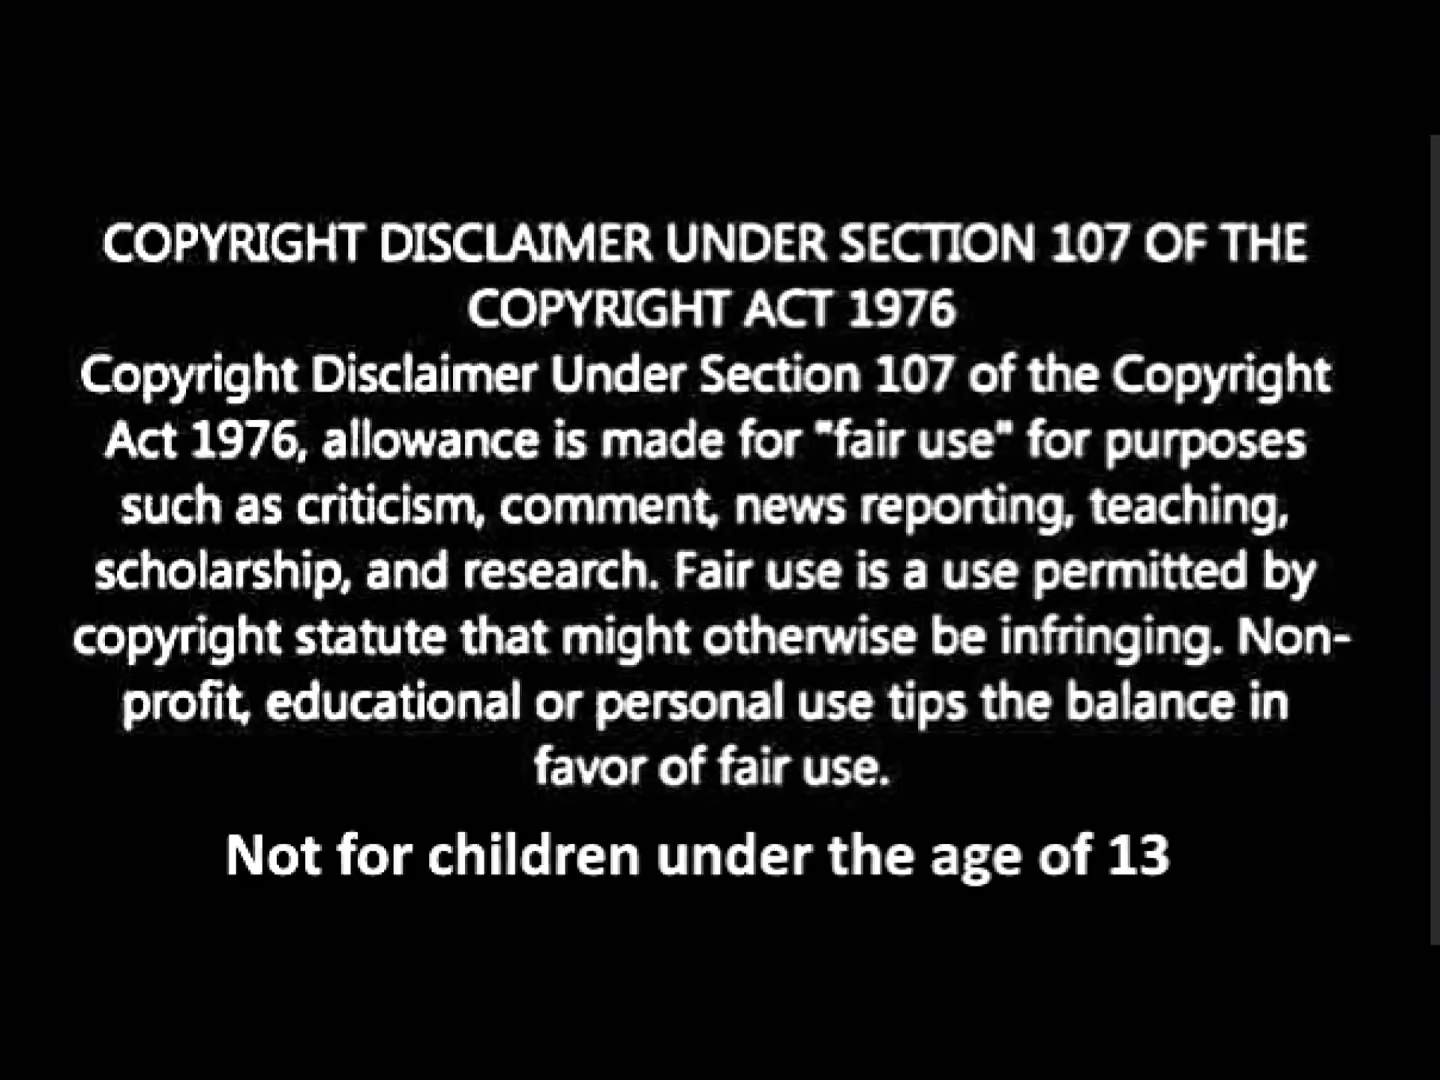 COPYRIGHT DISCLAIMER UNDER SECTION 107 OF THE
COPYRIGHT ACT 1976
Copyright Disclaimer Under Section 107 of the Copyright
Act 1976, allowance is made for "fair use" for purposes
such as criticism, comment, news reporting, teaching,
scholarship, and research. Fair use is a use permitted by
copyright statute that might otherwise be infringing. Non-
profit, educational or personal use tips the balance in
favor of fair use.
Not for children under the age of 13